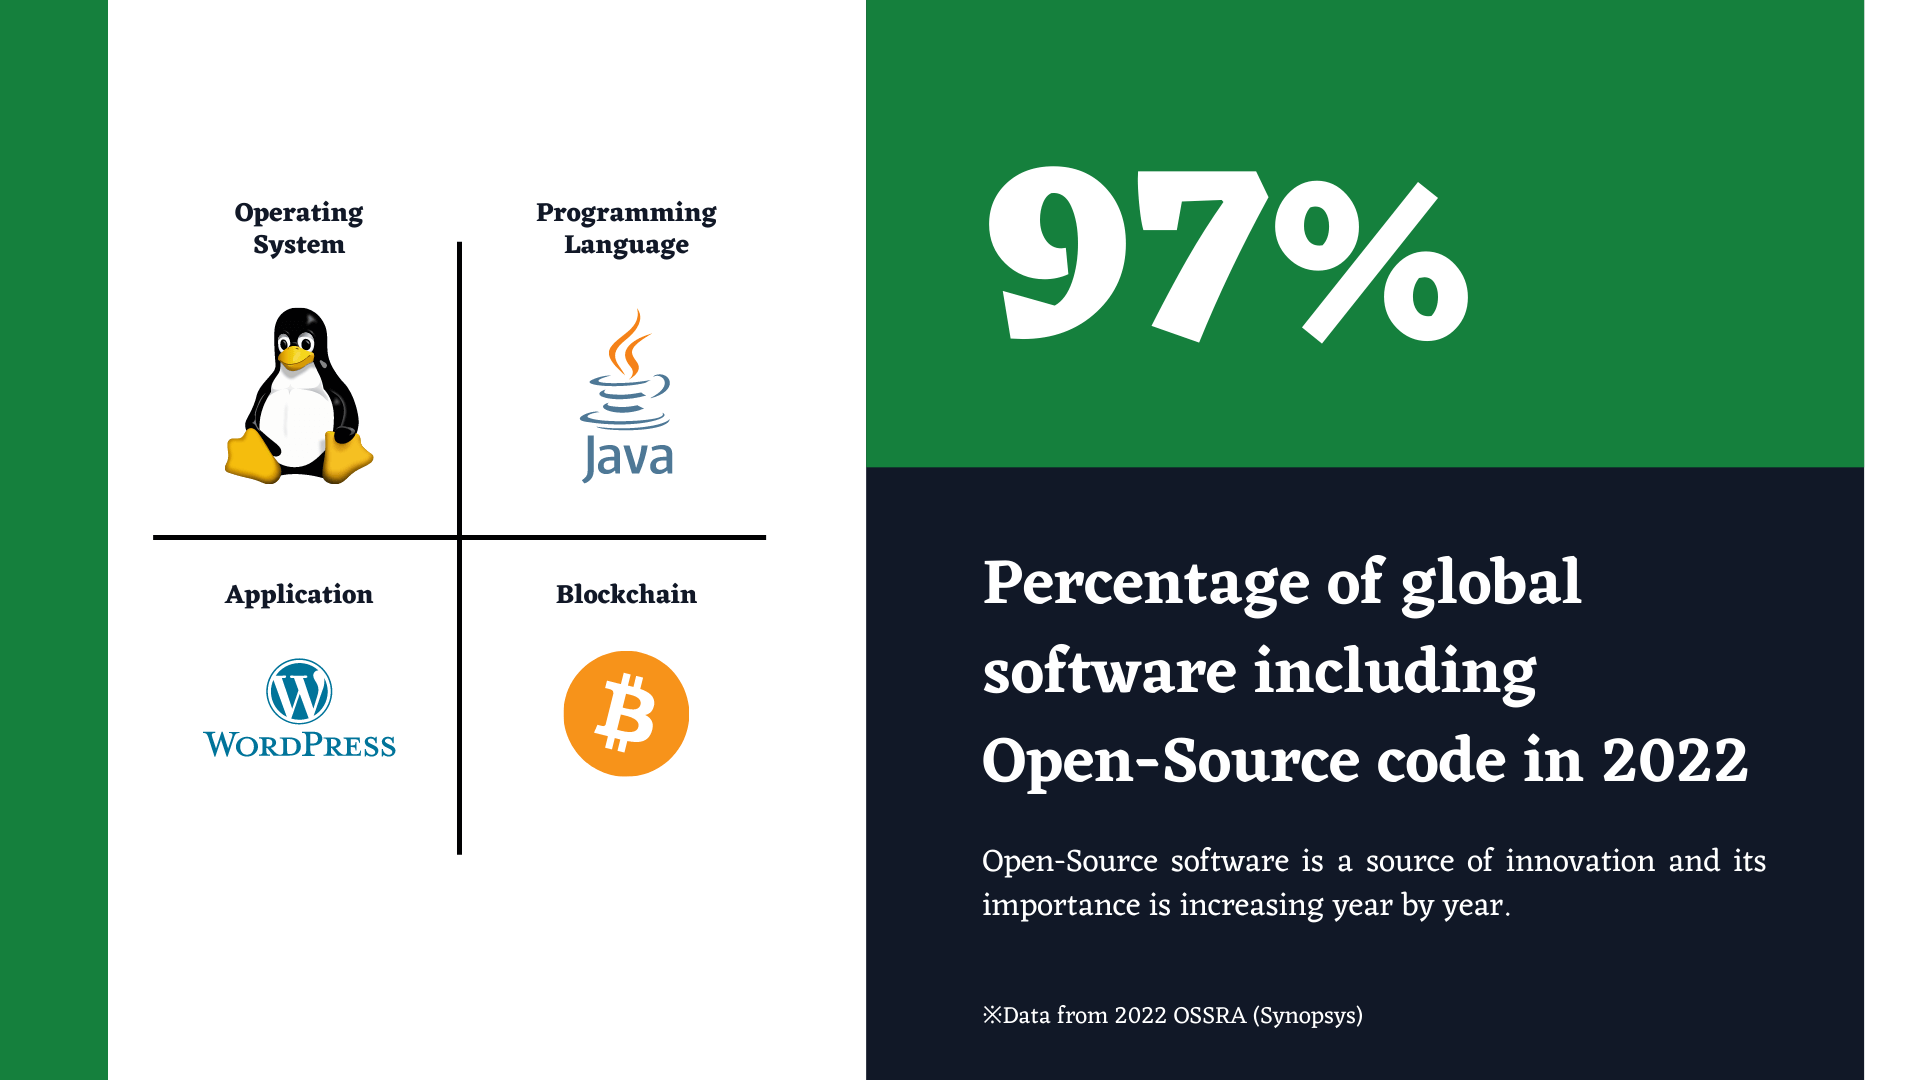 Operating
System
Programming
Language
Java
Application
Blockchain
W
WORDPRESS
97%
Percentage of global
software including
Open-Source code in 2022
Open-Source software is a source of innovation and its
importance is increasing year by year.
※Data from 2022 OSSRA (Synopsys)